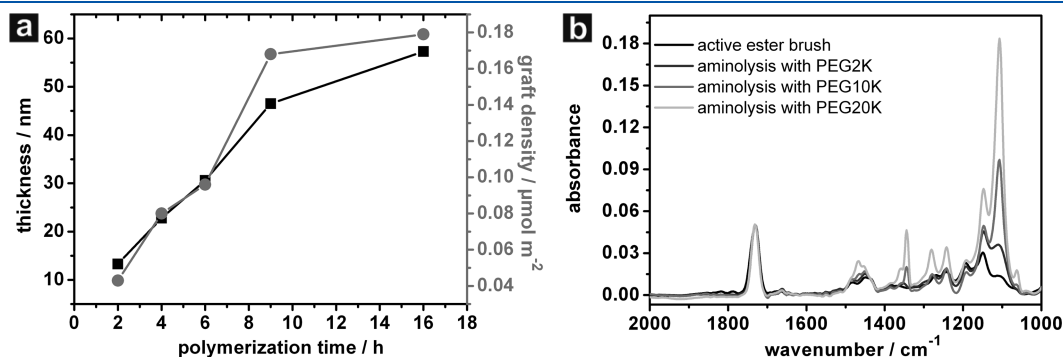 a
60
50
40
30
20
10
thickness / nm
0 2 4 6 8 10 12 14 16 18
polymerization time / h
0.18
0.16
0.14
0.12
0.10
0.08
0.06
0.04
graft density / μmol m-2
b
active ester brush
aminolysis with PEG2K
aminolysis with PEG10K
aminolysis with PEG20K
0.18
0.15
0.12
0.09
0.06
0.03
0.00
absorbance
2000 1800 1600 1400 1200 1000
wavenumber / cm-1